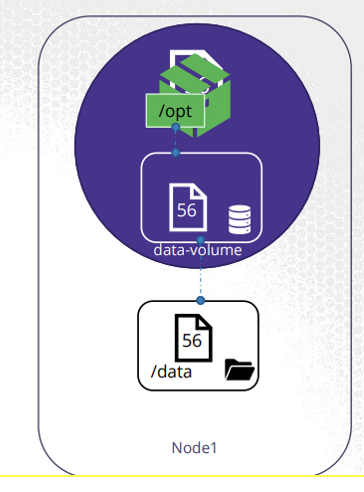 /opt
56
data-volume
56
/data
Node1